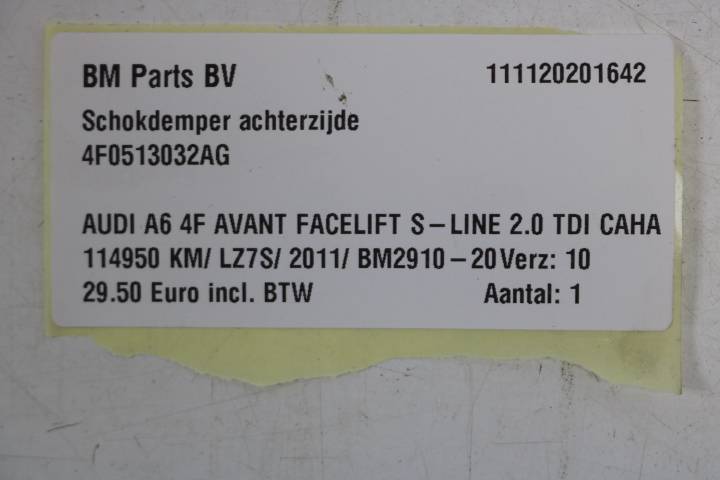 BM Parts BV 111120201642
Schokdemper achterzijde
4F0513032AG
AUDI A6 4F AVANT FACELIFT S-LINE 2.0 TDI CAHA
114950 KM/ LZ7S/ 2011/ BM2910-20 Verz: 10
29.50 Euro incl. BTW Aantal: 1